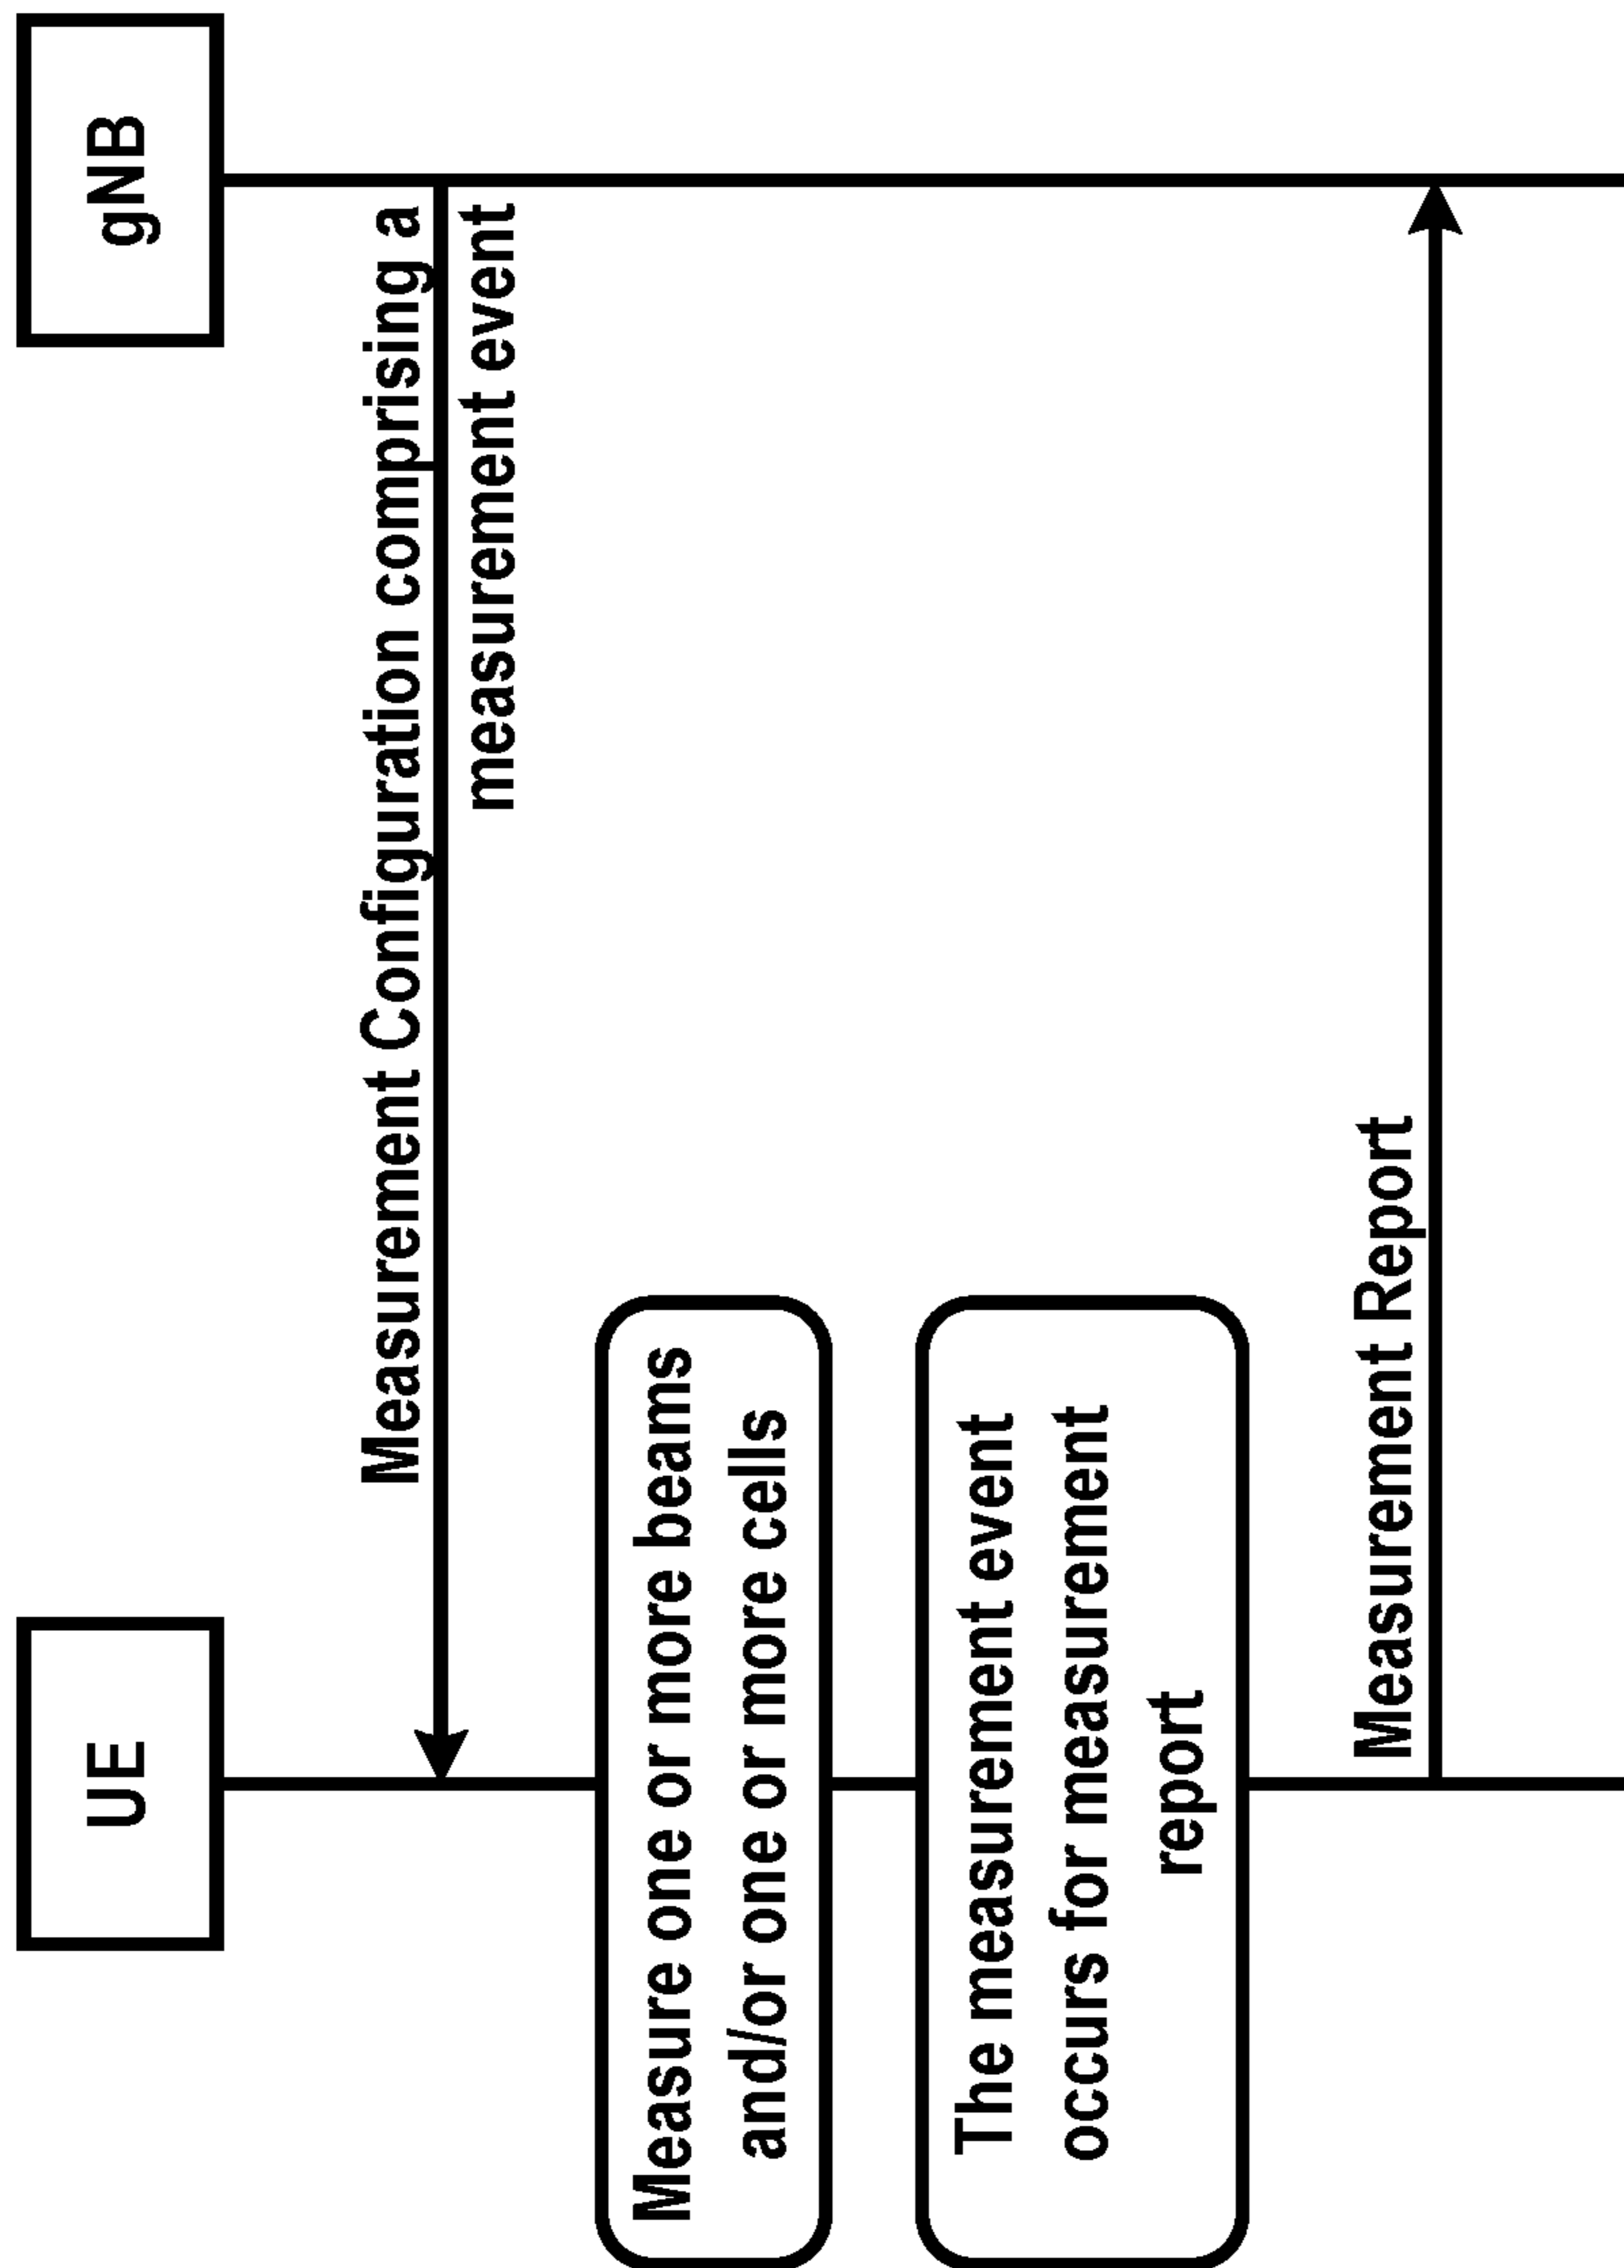 UE
gNB
Measurement Configuration comprising a
measurement event
Measure one or more beams
and/or one or more cells
The measurement event
occurs for measurement
report
Measurement Report